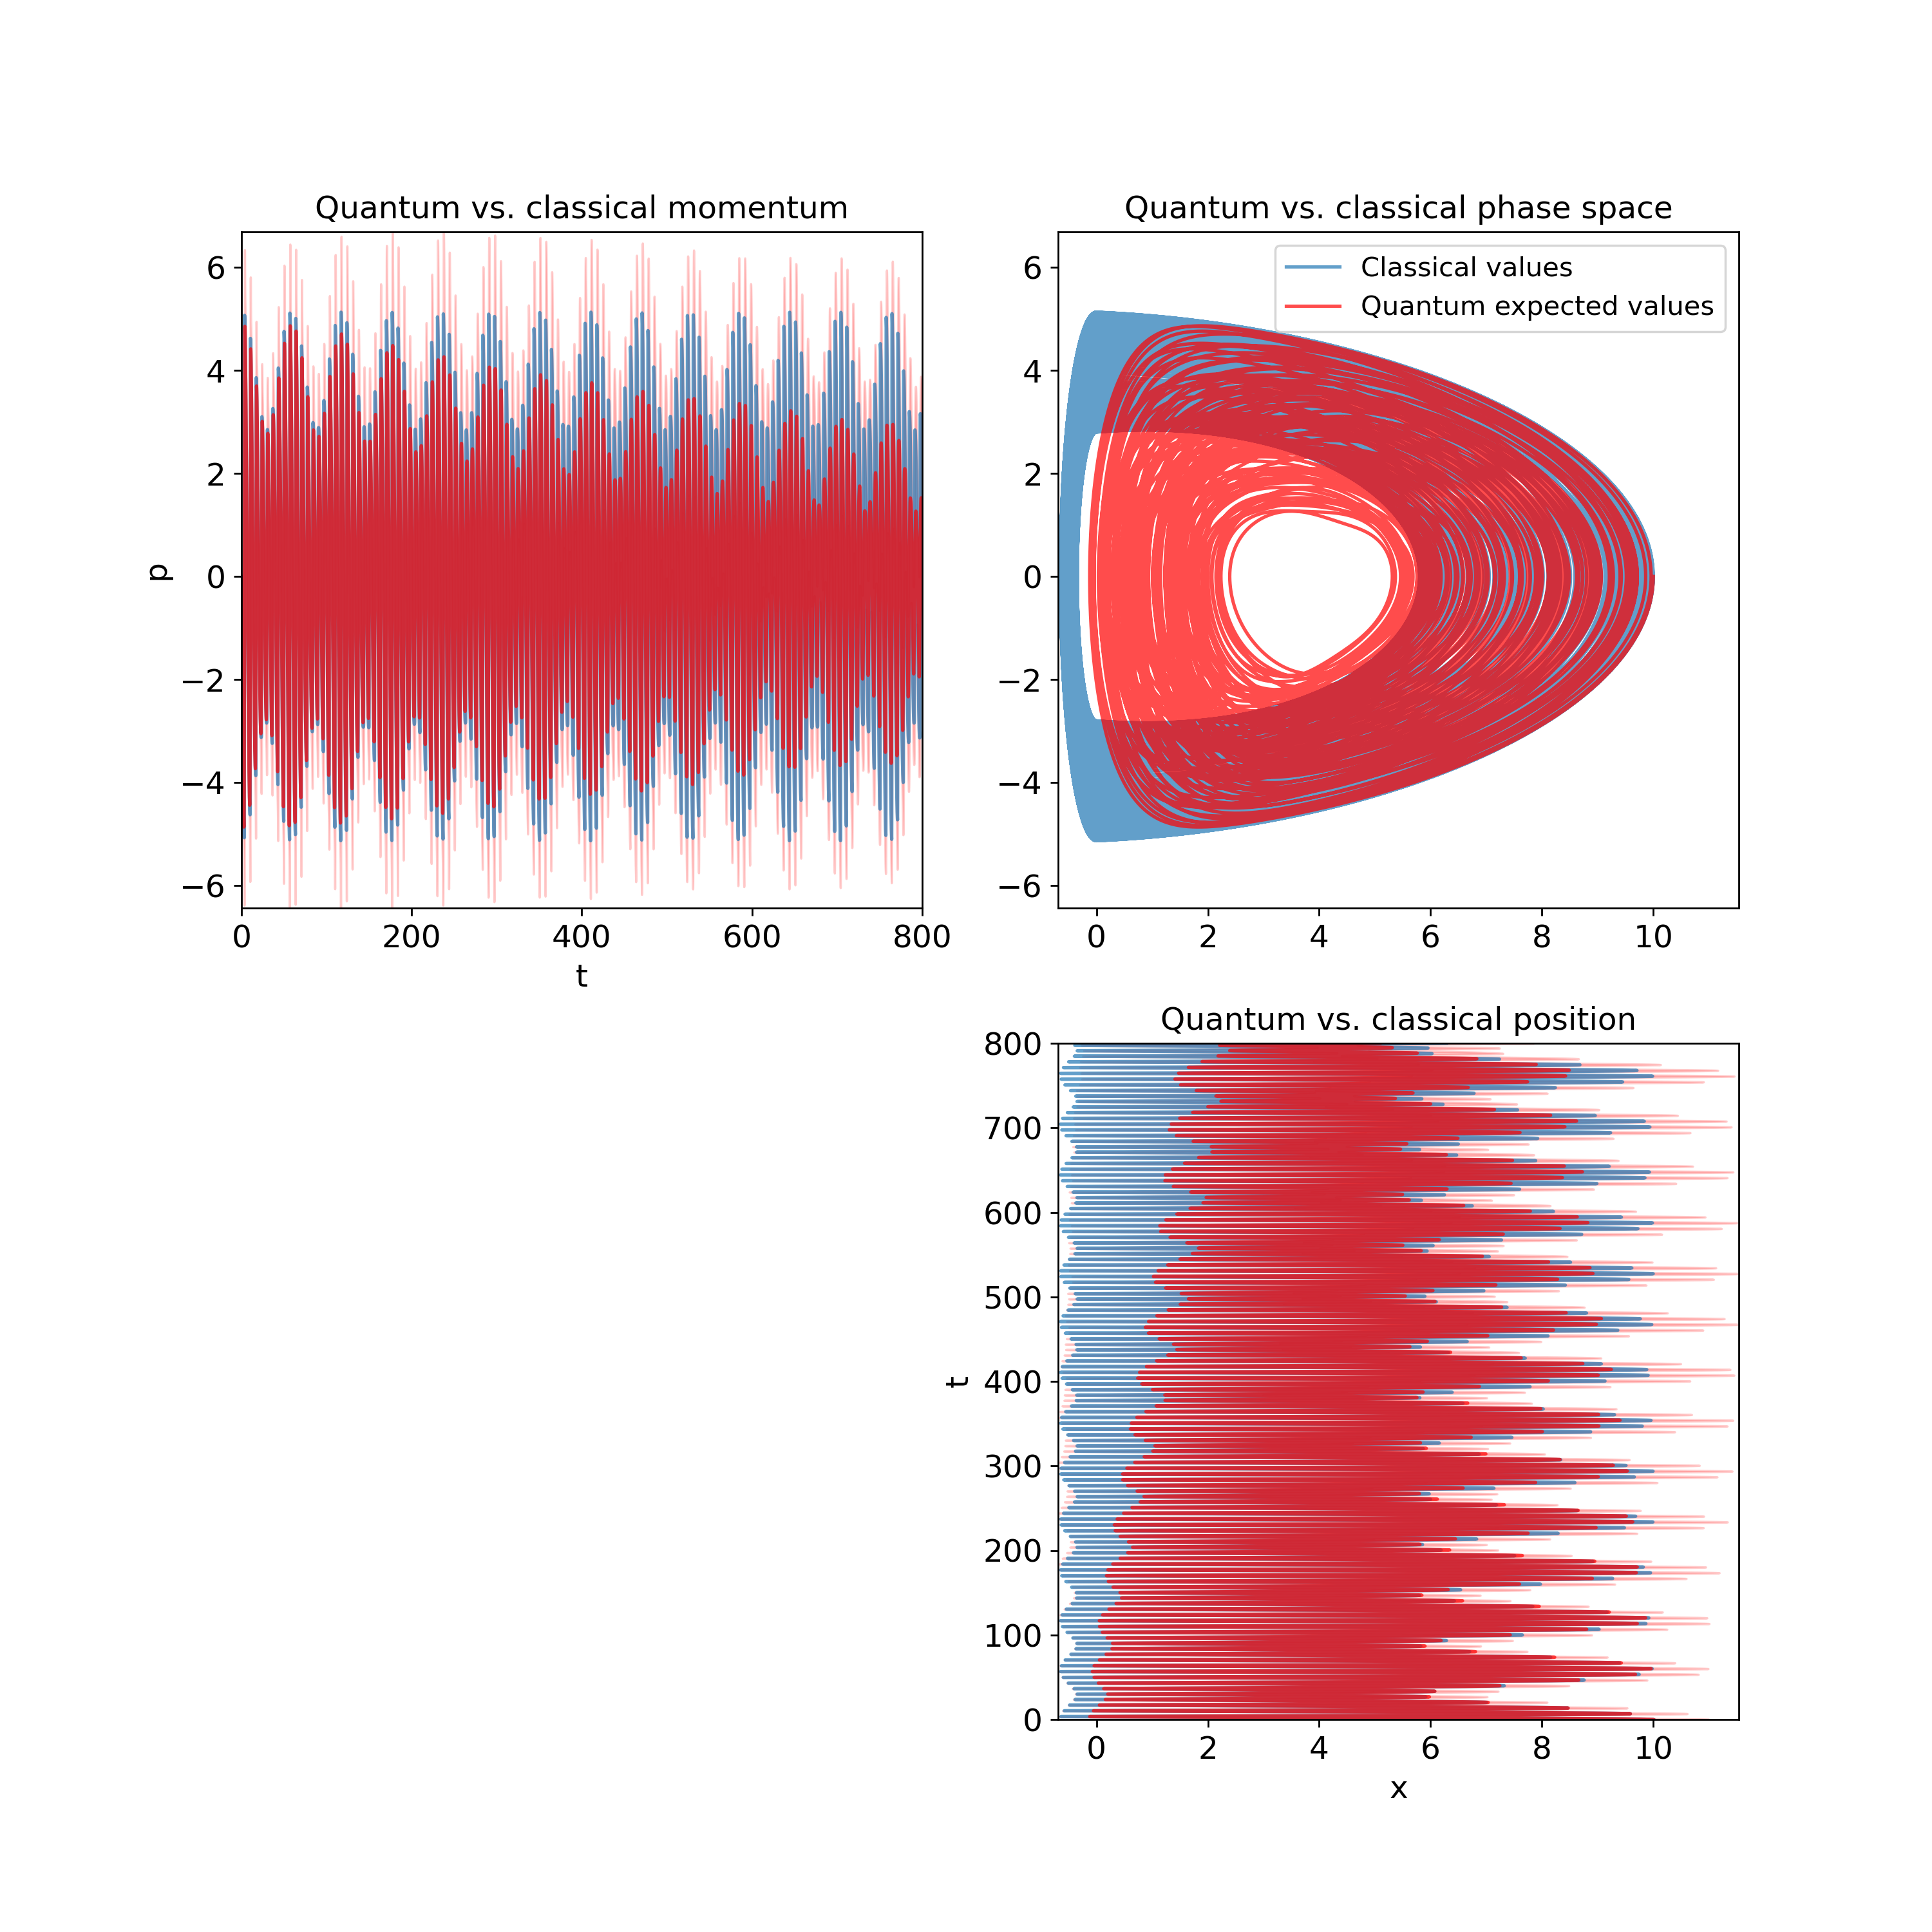 Quantum vs. classical momentum
6
4
2
0
−2
−4
−6
p
0 200 400 600 800
t
Quantum vs. classical phase space
Classical values
Quantum expected values
6
4
2
0
−2
−4
−6
0 2 4 6 8 10
Quantum vs. classical position
800
700
600
500
400
300
200
100
0
t
0 2 4 6 8 10
x